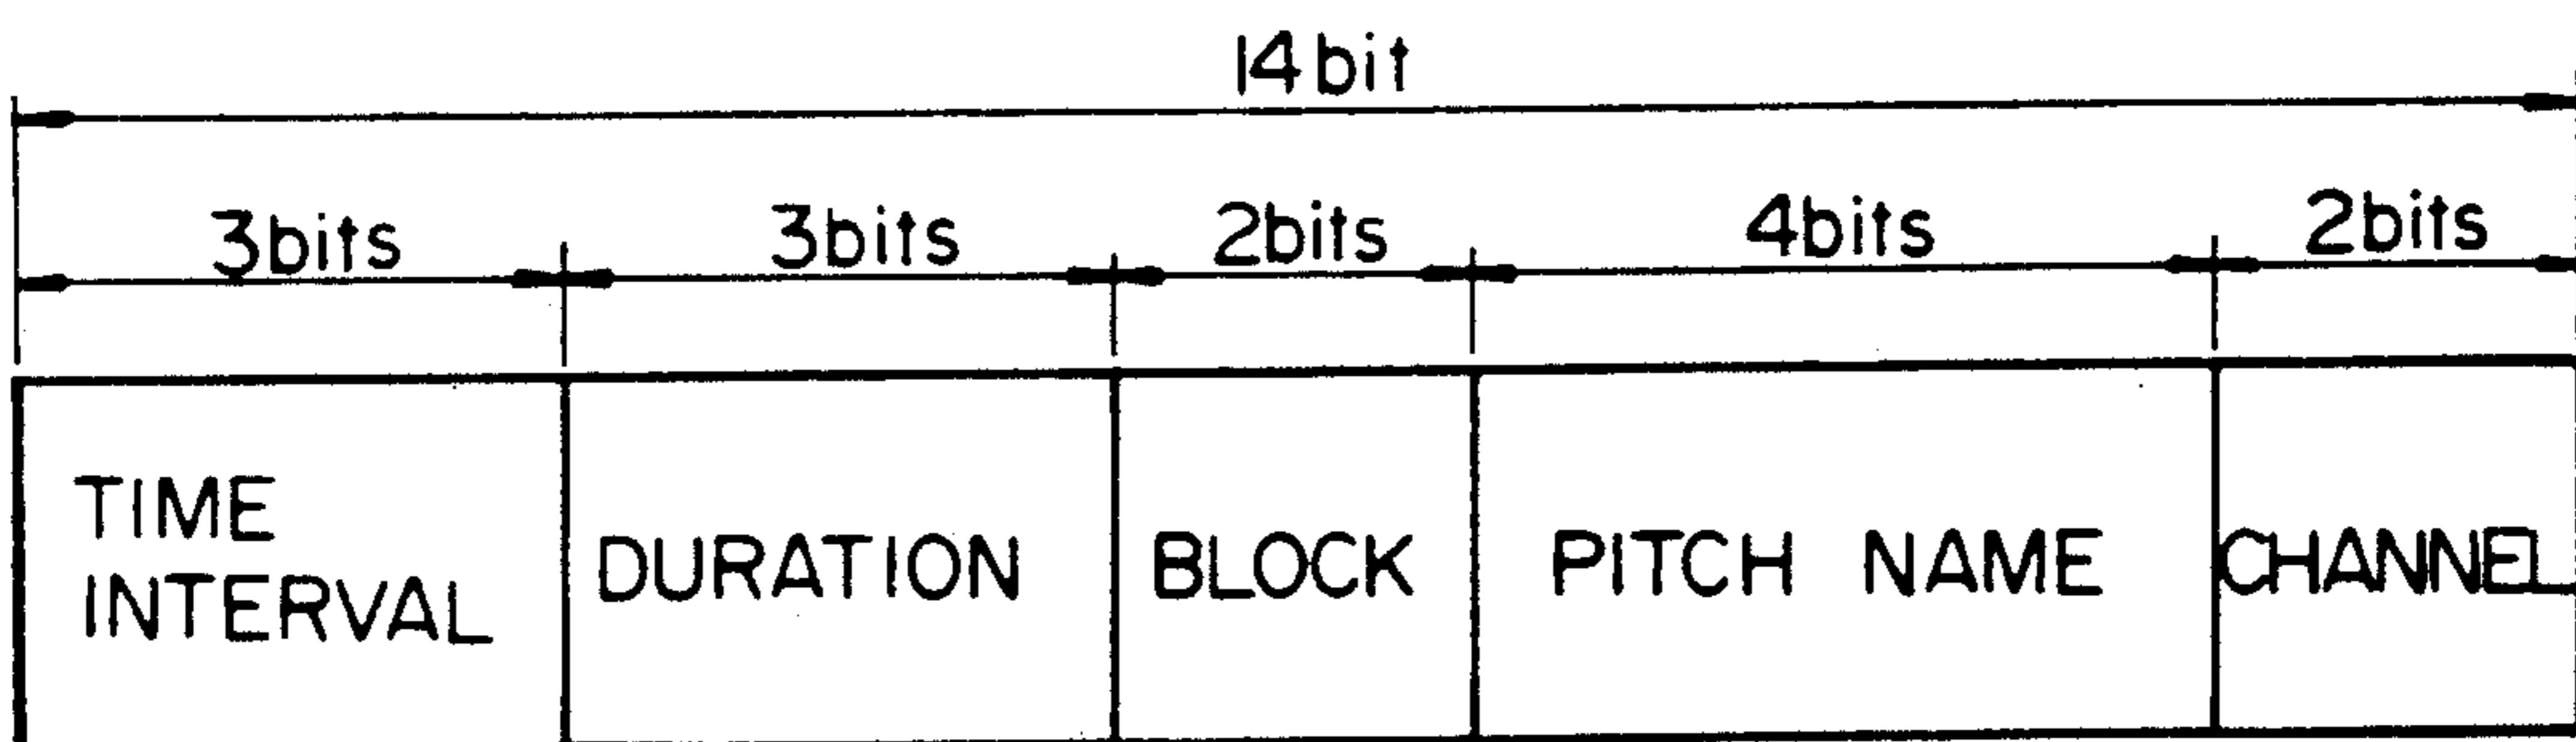 14bit
3bits 3bits 2bits 4bits 2bits
TIME
INTERVAL
DURATION
BLOCK
PITCH NAME
CHANNEL